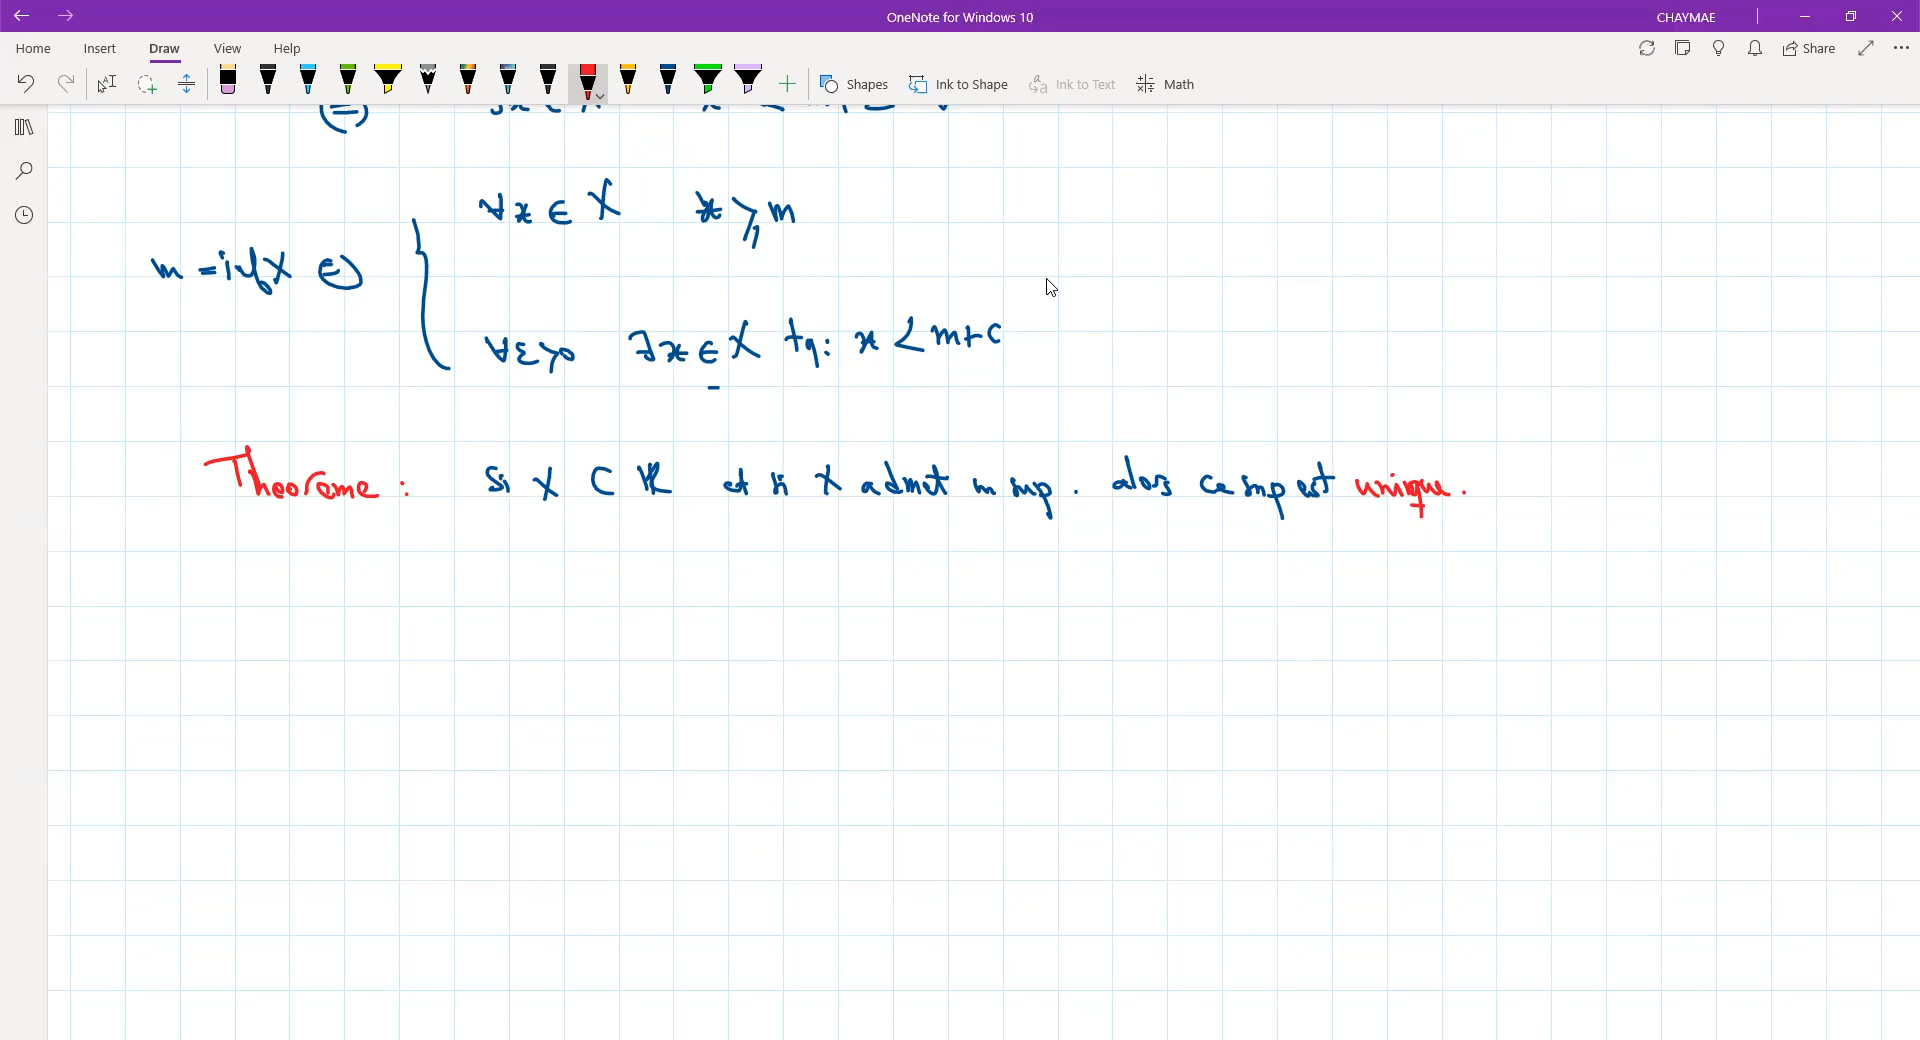 OneNote for Windows 10
CHAYMAE
Home Insert Draw View Help
Share
Shapes Ink to Shape Ink to Text Math
∀x ∈ X x ⩾ m
m = inf X ⇔
∀ε>0 ∃x ∈ X tq: x < m+ε
Theoreme : Si X ⊂ ℝ et si X admet un sup. alors ce sup est unique.